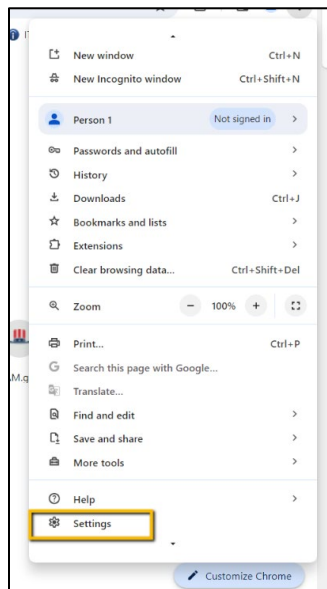 New window Ctrl+N
New Incognito window Ctrl+Shift+N
Person 1 Not signed in
Passwords and autofill
History
Downloads Ctrl+J
Bookmarks and lists
Extensions
Clear browsing data... Ctrl+Shift+Del
Zoom - 100% +
Print... Ctrl+P
Search this page with Google...
Translate...
Find and edit
Save and share
More tools
Help
Settings
Customize Chrome